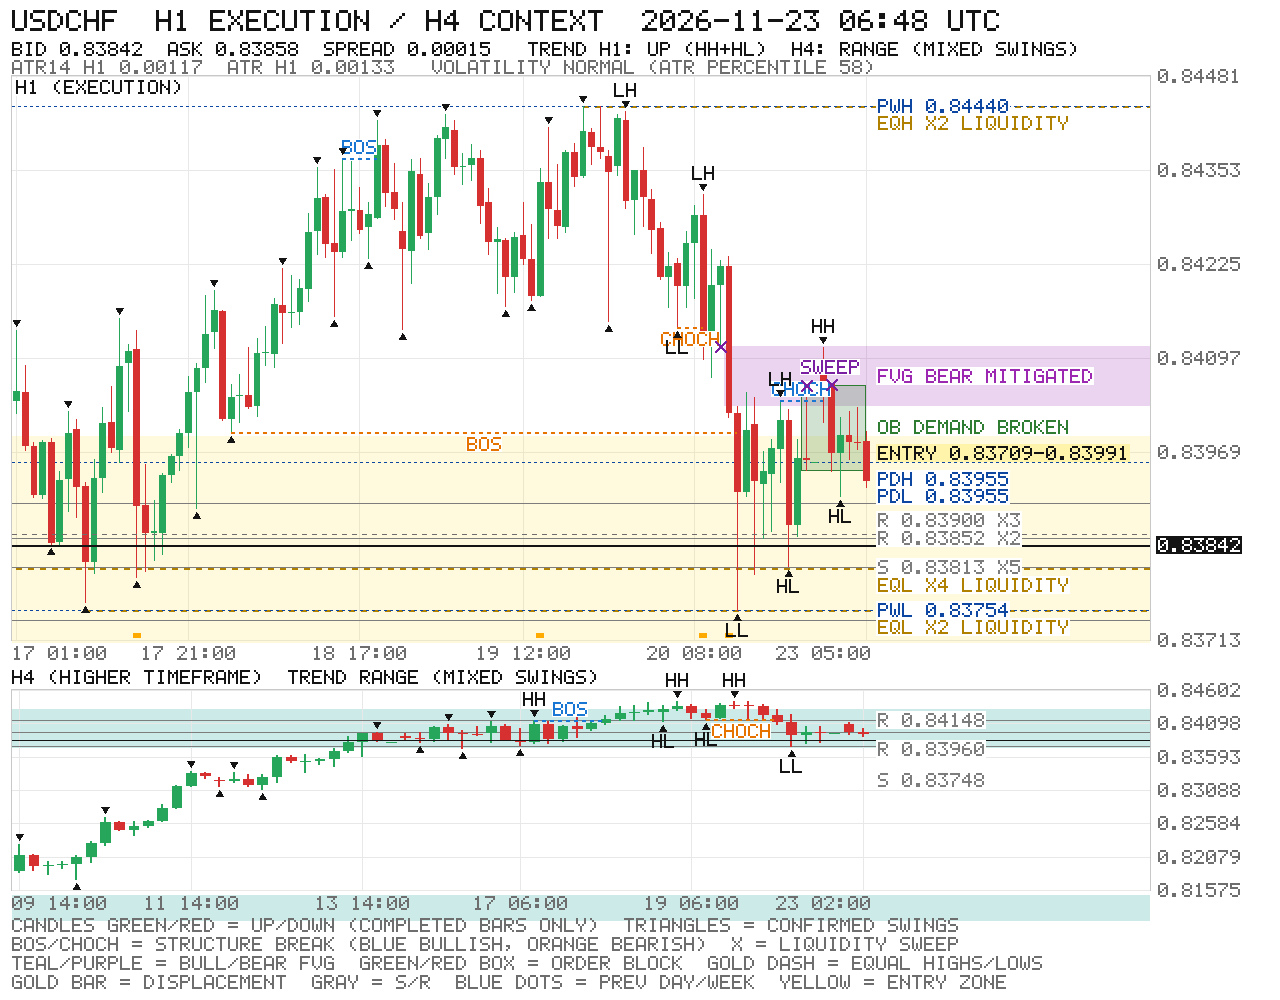 USDCHF  H1 EXECUTION / H4 CONTEXT  2026-11-23 06:48 UTC
BID 0.83842  ASK 0.83858  SPREAD 0.00015  TREND H1: UP (HH+HL)  H4: RANGE (MIXED SWINGS)
ATR14 H1 0.00117  ATR H1 0.00133  VOLATILITY NORMAL (ATR PERCENTILE 58)
0.84481
H1 (EXECUTION)
LH
PWH 0.84440
EQH X2 LIQUIDITY
BOS
0.84353
LH
0.84225
HH
CHOCH
LL
0.84097
SWEEP
FVG BEAR MITIGATED
LH
CHOCH
OB DEMAND BROKEN
BOS
ENTRY 0.83709-0.83991
0.83969
PDH 0.83955
PDL 0.83955
HL
R 0.83900 X3
R 0.83852 X2
0.83842
S 0.83813 X5
HL
EQL X4 LIQUIDITY
PWL 0.83754
LL
EQL X2 LIQUIDITY
0.83713
17 01:00  17 21:00  18 17:00  19 12:00  20 08:00  23 05:00
H4 (HIGHER TIMEFRAME)  TREND RANGE (MIXED SWINGS)
HH
HH
0.84602
HH
BOS
R 0.84148
0.84098
CHOCH
HL
HL
R 0.83960
0.83593
LL
S 0.83748
0.83088
0.82584
0.82079
0.81575
09 14:00  11 14:00  13 14:00  17 06:00  19 06:00  23 02:00
CANDLES GREEN/RED = UP/DOWN (COMPLETED BARS ONLY)  TRIANGLES = CONFIRMED SWINGS
BOS/CHOCH = STRUCTURE BREAK (BLUE BULLISH, ORANGE BEARISH)  X = LIQUIDITY SWEEP
TEAL/PURPLE = BULL/BEAR FVG  GREEN/RED BOX = ORDER BLOCK  GOLD DASH = EQUAL HIGHS/LOWS
GOLD BAR = DISPLACEMENT  GRAY = S/R  BLUE DOTS = PREV DAY/WEEK  YELLOW = ENTRY ZONE